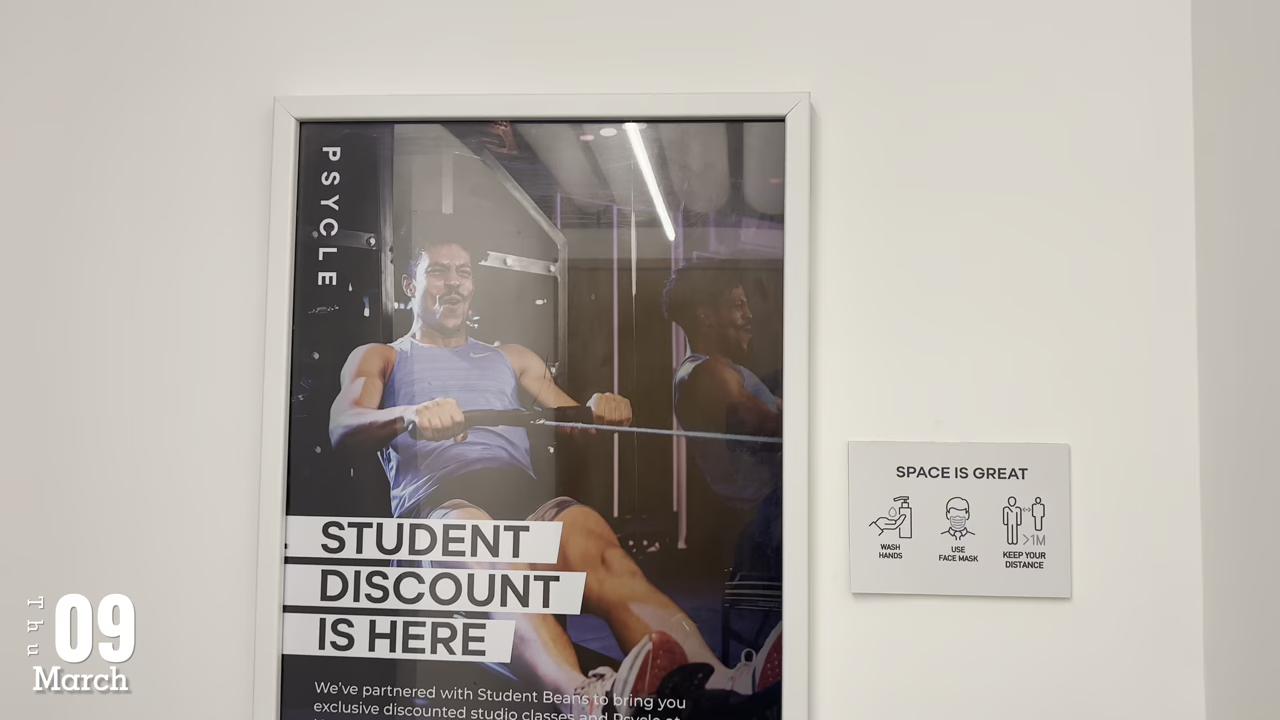 PSYCLE
STUDENT
DISCOUNT
IS HERE
We've partnered with Student Beans to bring you
exclusive discounted studio classes and Psycle at
SPACE IS GREAT
WASH
HANDS
USE
FACE MASK
>1M
KEEP YOUR
DISTANCE
Thu
09
March